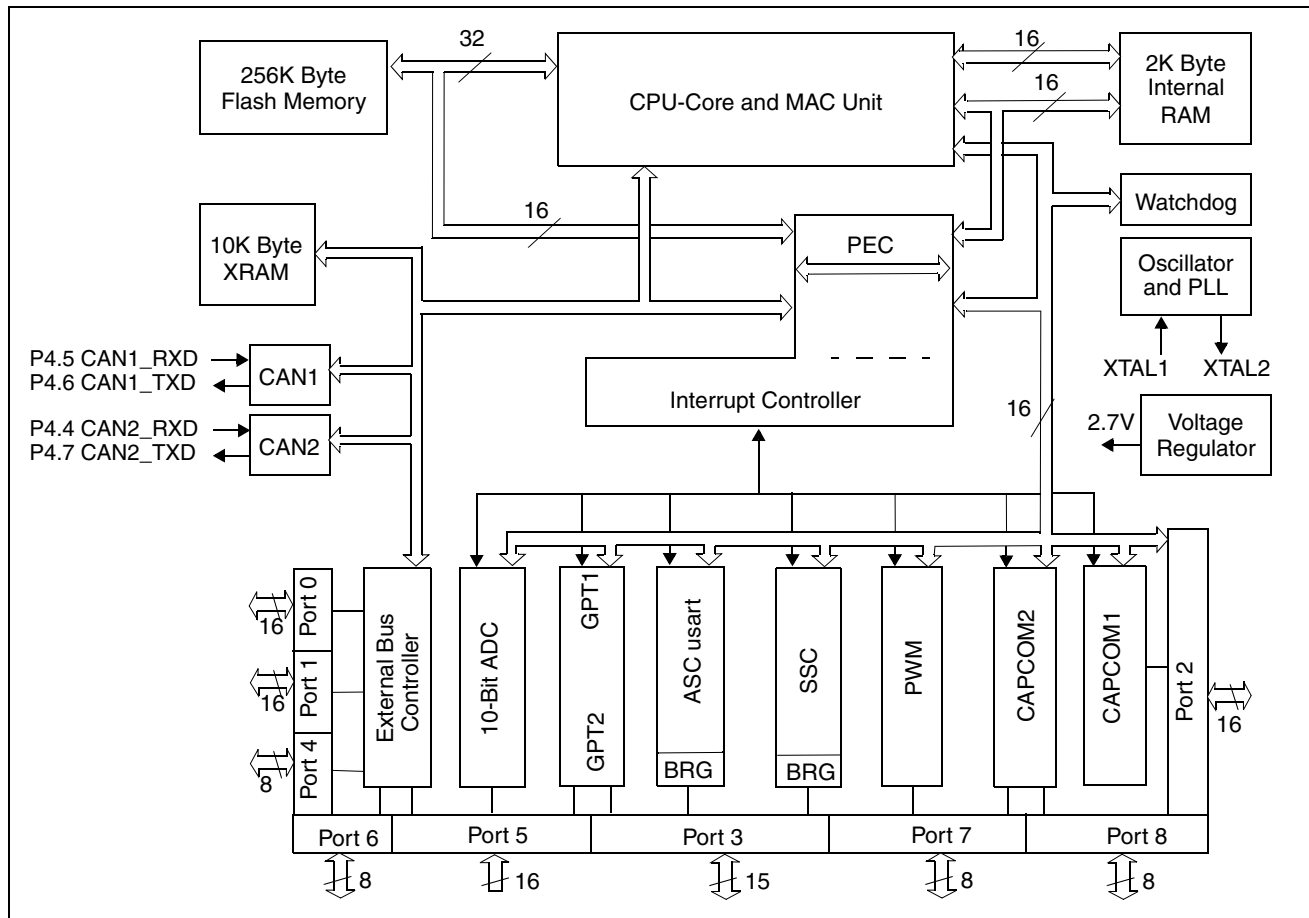 32
16
256K Byte
Flash Memory
CPU-Core and MAC Unit
2K Byte
Internal
RAM
16
16
Watchdog
10K Byte
XRAM
PEC
Oscillator
and PLL
P4.5 CAN1_RXD
P4.6 CAN1_TXD
CAN1
XTAL1
XTAL2
Interrupt Controller
16
2.7V
Voltage
Regulator
P4.4 CAN2_RXD
P4.7 CAN2_TXD
CAN2
Port 0
16
Port 1
16
Port 4
8
External Bus
Controller
10-Bit ADC
GPT1
GPT2
ASC usart
BRG
SSC
BRG
PWM
CAPCOM2
CAPCOM1
Port 2
16
Port 6
Port 5
Port 3
Port 7
Port 8
8
16
15
8
8